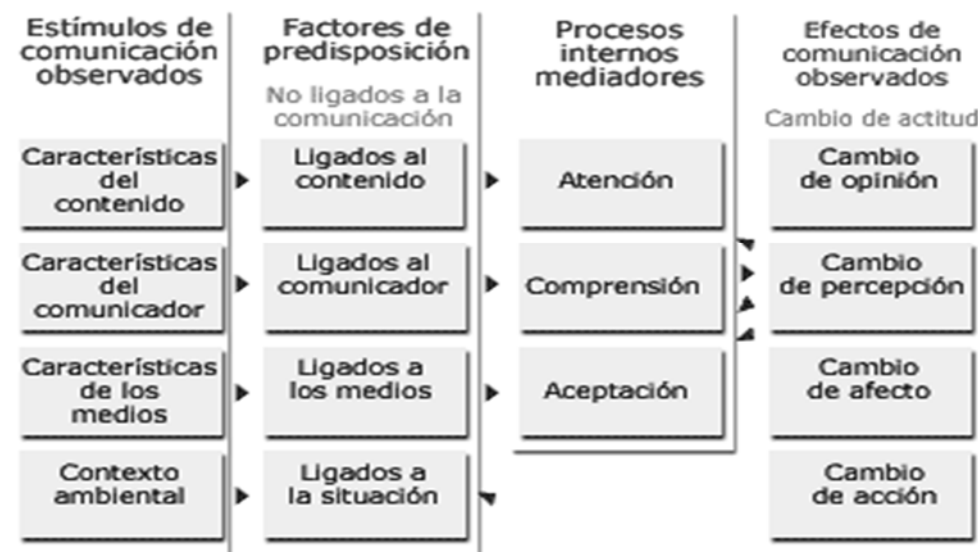 Estímulos de
comunicación
observados
Factores de
predisposición
No ligados a la
comunicación
Procesos
internos
mediadores
Efectos de
comunicación
observados
Cambio de actitud
Características
del
contenido
Ligados al
contenido
Atención
Cambio
de opinión
Características
del
comunicador
Ligados al
comunicador
Comprensión
Cambio
de percepción
Características
de los
medios
Ligados a
los medios
Aceptación
Cambio
de afecto
Contexto
ambiental
Ligados a
la situación
Cambio
de acción